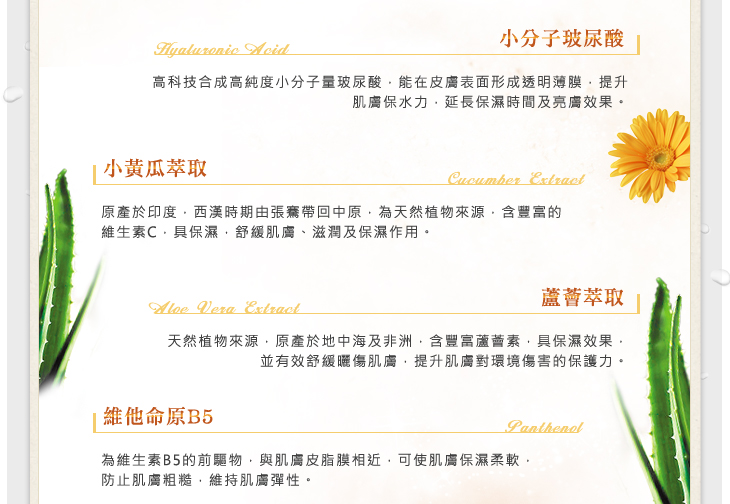 Hyaluronic Acid
小分子玻尿酸
高科技合成高純度小分子量玻尿酸，能在皮膚表面形成透明薄膜，提升
肌膚保水力，延長保濕時間及亮膚效果。
小黃瓜萃取
Cucumber Extract
原產於印度，西漢時期由張騫帶回中原，為天然植物來源，含豐富的
維生素C，具保濕，舒緩肌膚、滋潤及保濕作用。
Aloe Vera Extract
蘆薈萃取
天然植物來源，原產於地中海及非洲，含豐富蘆薈素，具保濕效果，
並有效舒緩曬傷肌膚，提升肌膚對環境傷害的保護力。
維他命原B5
Panthenol
為維生素B5的前驅物，與肌膚皮脂膜相近，可使肌膚保濕柔軟，
防止肌膚粗糙，維持肌膚彈性。